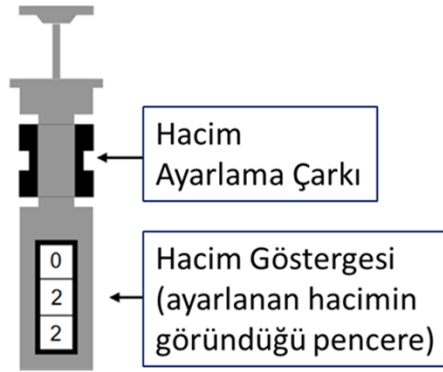 Hacim
Ayarlama Çarkı
Hacim Göstergesi
(ayarlanan hacimin
göründüğü pencere)
0
2
2